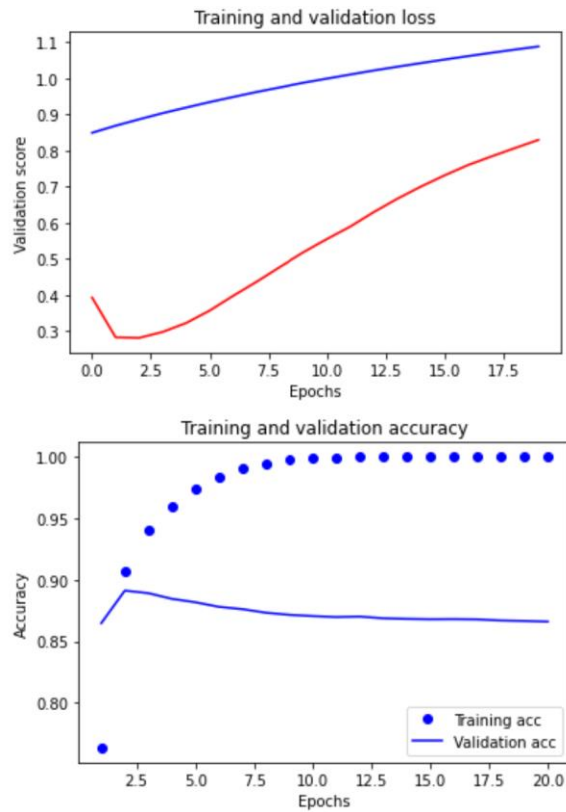 Training and validation loss
1.1
1.0
0.9
0.8
0.7
0.6
0.5
0.4
0.3
Validation score
0.0 2.5 5.0 7.5 10.0 12.5 15.0 17.5
Epochs
Training and validation accuracy
1.00
0.95
0.90
0.85
0.80
Accuracy
Training acc
Validation acc
2.5 5.0 7.5 10.0 12.5 15.0 17.5 20.0
Epochs